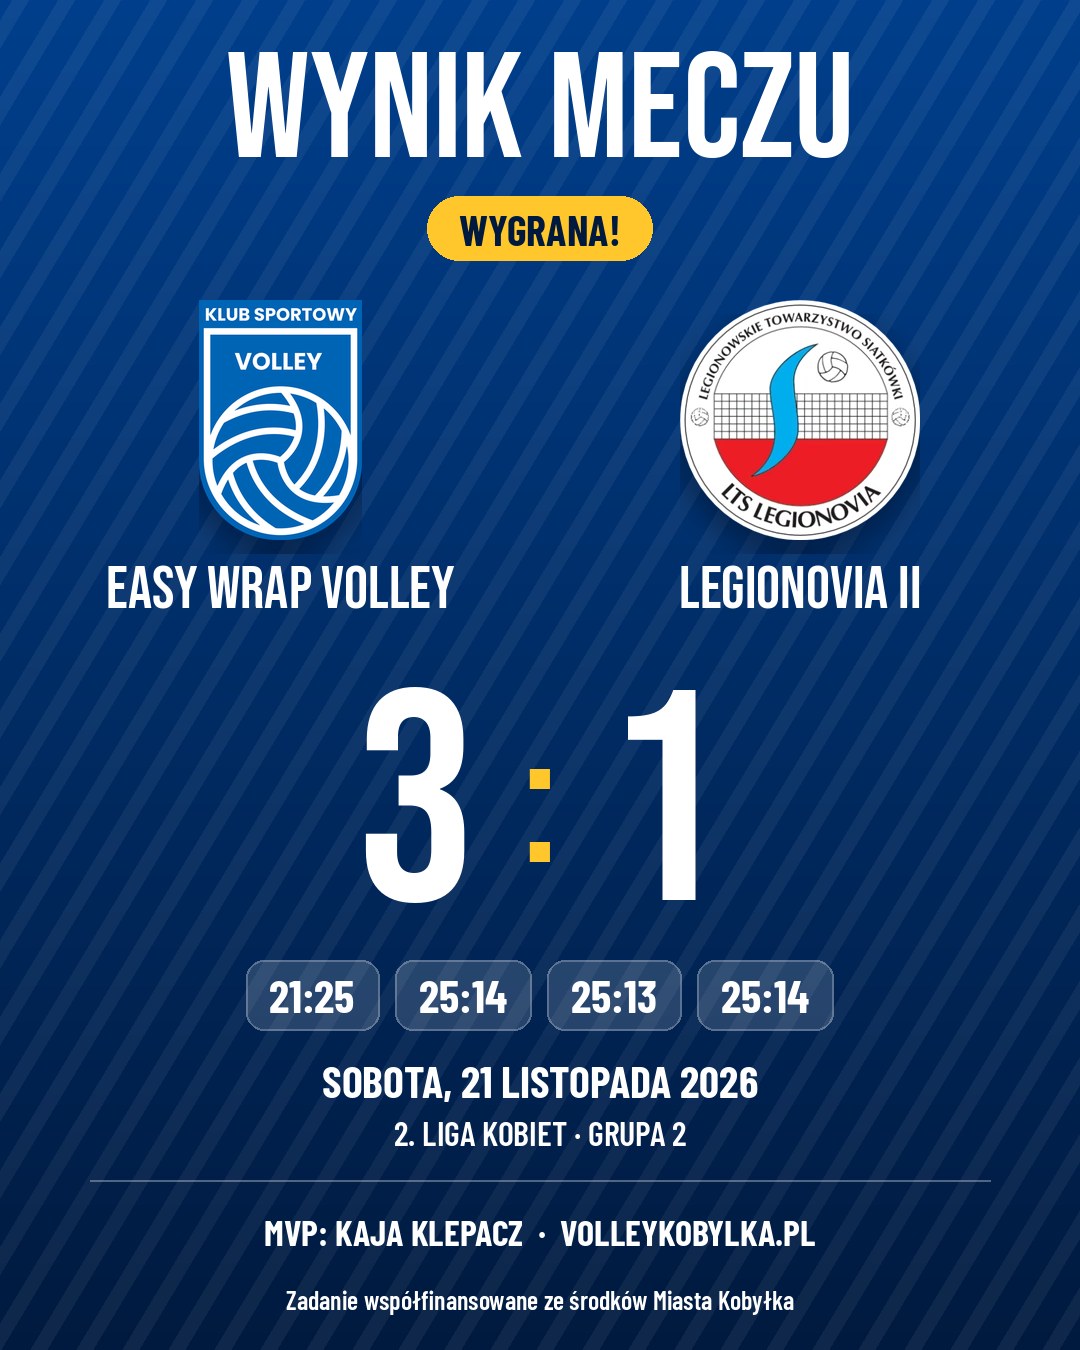 WYNIK MECZU
WYGRANA!
KLUB SPORTOWY
VOLLEY
LEGIONOWSKIE TOWARZYSTWO SIATKÓWKI
LTS LEGIONOVIA
EASY WRAP VOLLEY
LEGIONOVIA II
3 : 1
21:25 25:14 25:13 25:14
SOBOTA, 21 LISTOPADA 2026
2. LIGA KOBIET · GRUPA 2
MVP: KAJA KLEPACZ · VOLLEYKOBYLKA.PL
Zadanie współfinansowane ze środków Miasta Kobyłka